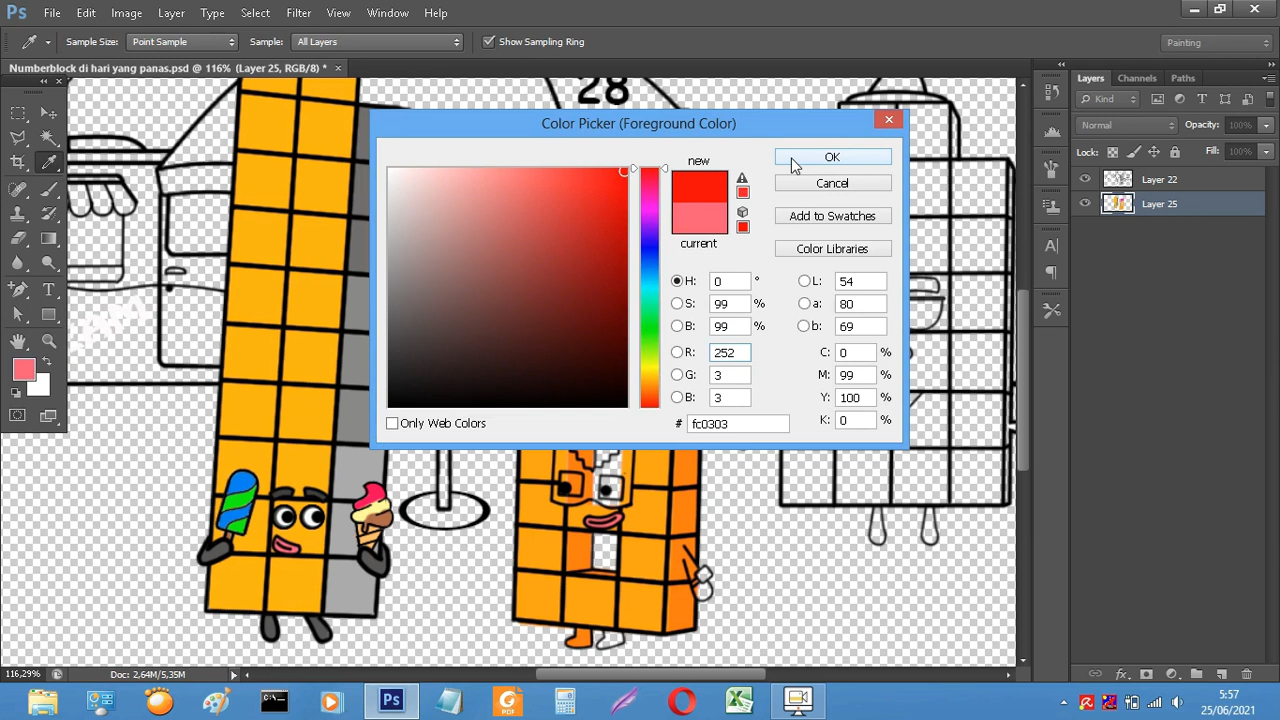 Ps File Edit Image Layer Type Select Filter View Window Help
Sample Size: Point Sample Sample: All Layers Show Sampling Ring Painting
Numberblock di hari yang panas.psd @ 116% (Layer 25, RGB/8) * ×
28
Color Picker (Foreground Color)
new
current
OK
Cancel
Add to Swatches
Color Libraries
H: 0 ° L: 54
S: 99 % a: 80
B: 99 % b: 69
R: 252 C: 0 %
G: 3 M: 99 %
B: 3 Y: 100 %
# fc0303 K: 0 %
Only Web Colors
Layers Channels Paths
Kind
Normal Opacity: 100%
Lock: Fill: 100%
Layer 22
Layer 25
116,29% Doc: 2,64M/5,35M
Ps
PDF
5:57
25/06/2021